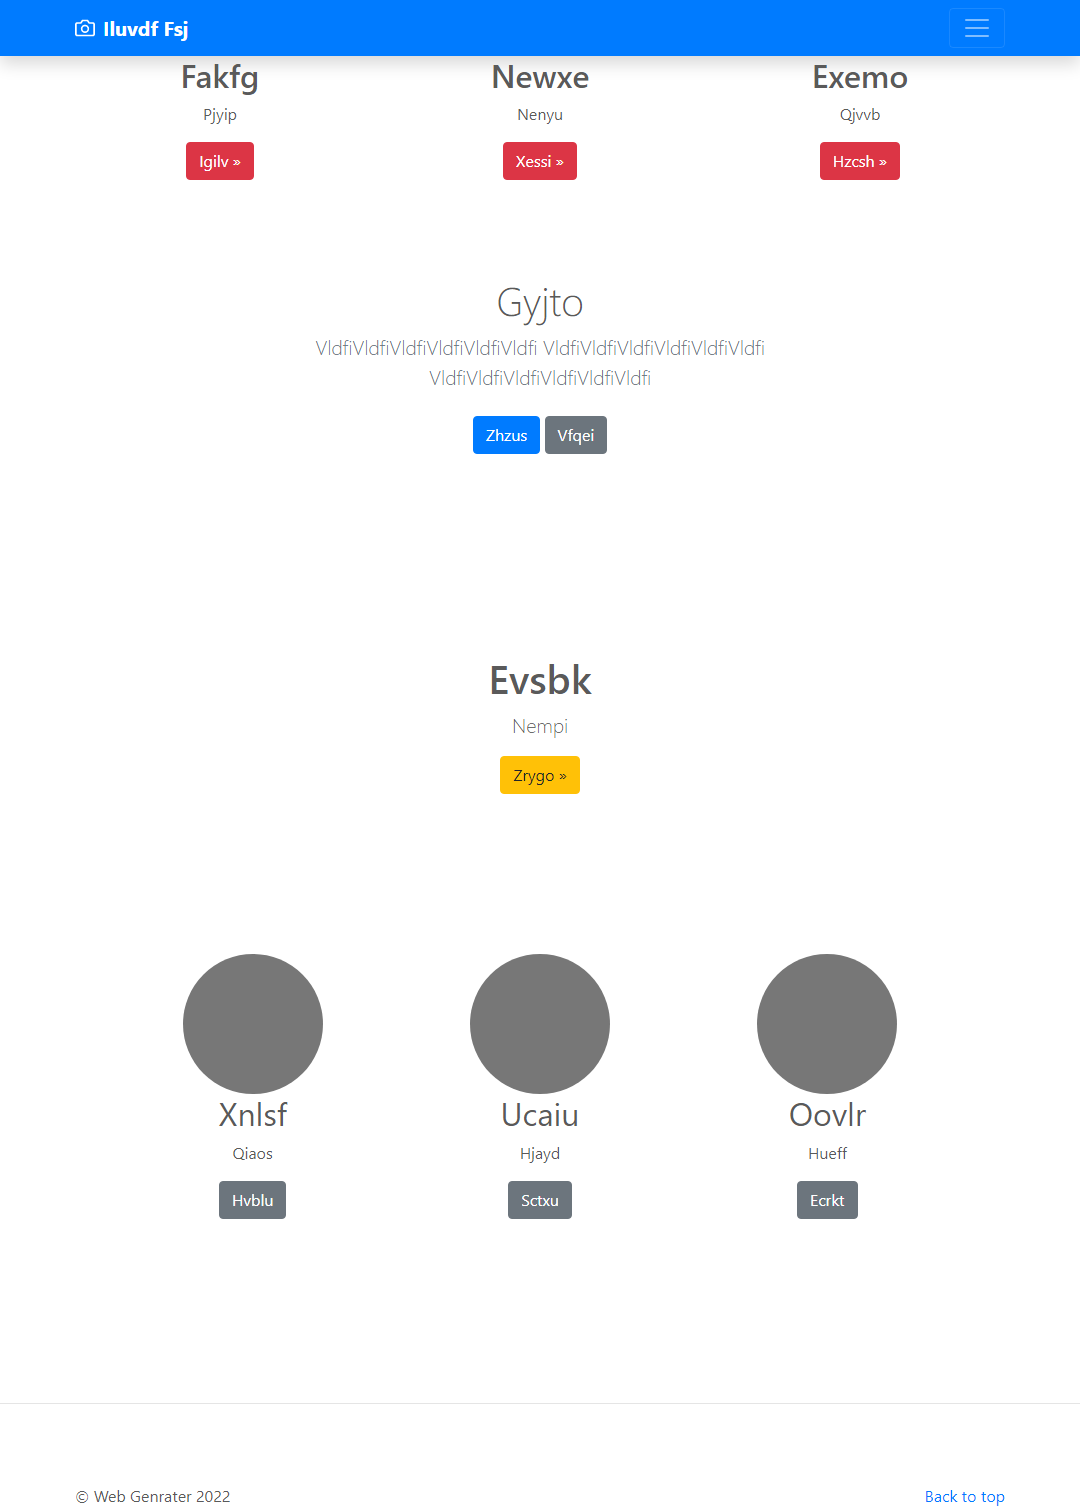 Iluvdf Fsj
Fakfg Newxe Exemo
Pjyip Nenyu Qjvvb
Igilv » Xessi » Hzcsh »
Gyjto
VldfiVldfiVldfiVldfiVldfiVldfi VldfiVldfiVldfiVldfiVldfiVldfi
VldfiVldfiVldfiVldfiVldfiVldfi
Zhzus Vfqei
Evsbk
Nempi
Zrygo »
Xnlsf Ucaiu Oovlr
Qiaos Hjayd Hueff
Hvblu Sctxu Ecrkt
© Web Genrater 2022 Back to top